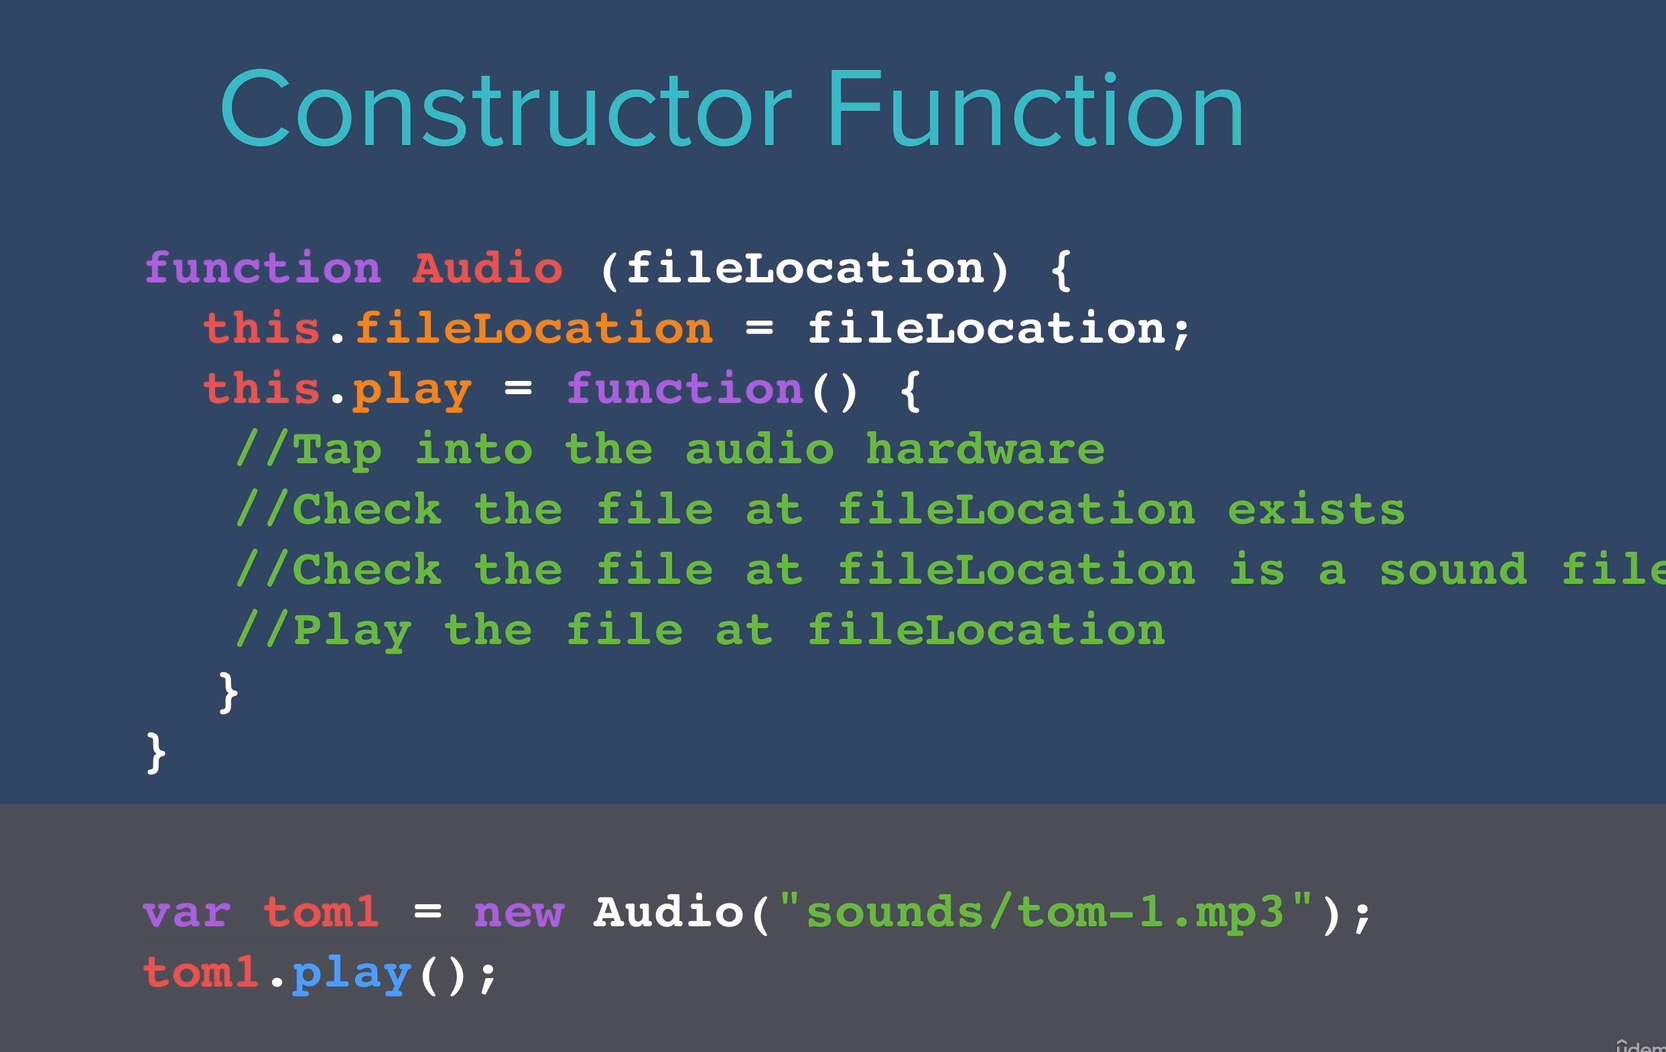 Constructor Function
function Audio (fileLocation) {
this.fileLocation = fileLocation;
this.play = function() {
//Tap into the audio hardware
//Check the file at fileLocation exists
//Check the file at fileLocation is a sound file
//Play the file at fileLocation
}
}
var tom1 = new Audio("sounds/tom-1.mp3");
tom1.play();